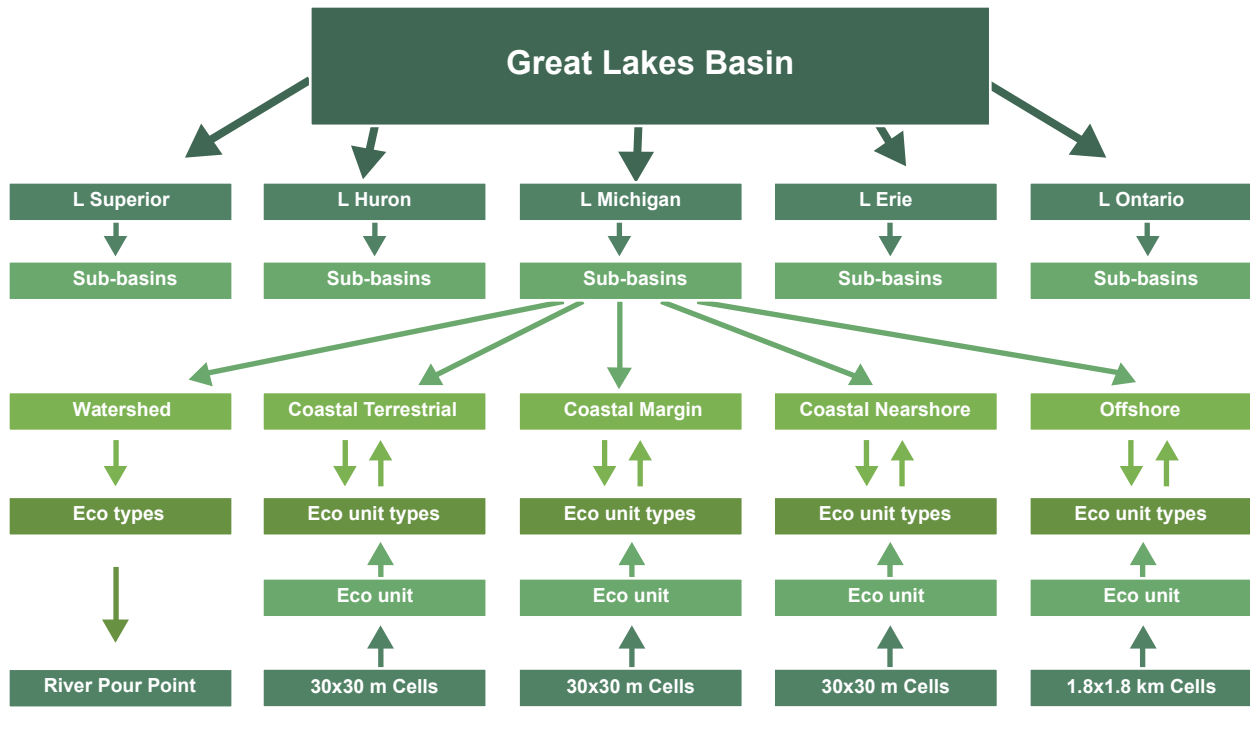 Great Lakes Basin
L Superior
L Huron
L Michigan
L Erie
L Ontario
Sub-basins
Sub-basins
Sub-basins
Sub-basins
Sub-basins
Watershed
Coastal Terrestrial
Coastal Margin
Coastal Nearshore
Offshore
Eco types
Eco unit types
Eco unit types
Eco unit types
Eco unit types
Eco unit
Eco unit
Eco unit
Eco unit
River Pour Point
30x30 m Cells
30x30 m Cells
30x30 m Cells
1.8x1.8 km Cells